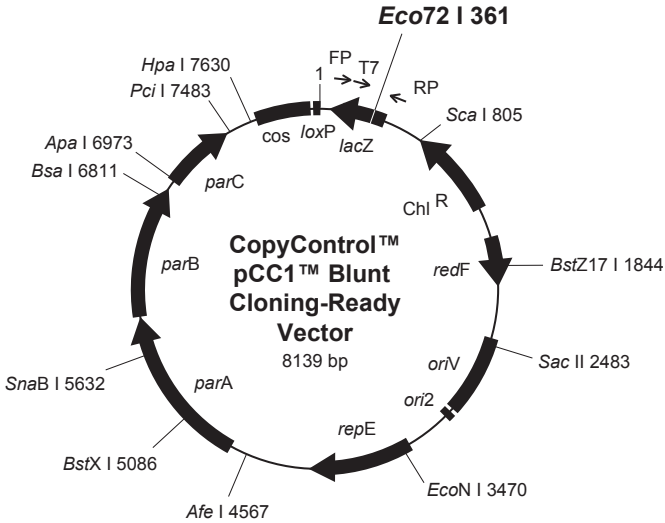 Eco72 I 361
FP
T7
RP
1
Hpa I 7630
Pci I 7483
Sca I 805
cos
loxP
lacZ
Apa I 6973
Bsa I 6811
parC
Chl R
CopyControl™
pCC1™ Blunt
Cloning-Ready
Vector
8139 bp
parB
redF
BstZ17 I 1844
oriV
Sac II 2483
SnaB I 5632
parA
ori2
repE
BstX I 5086
EcoN I 3470
Afe I 4567